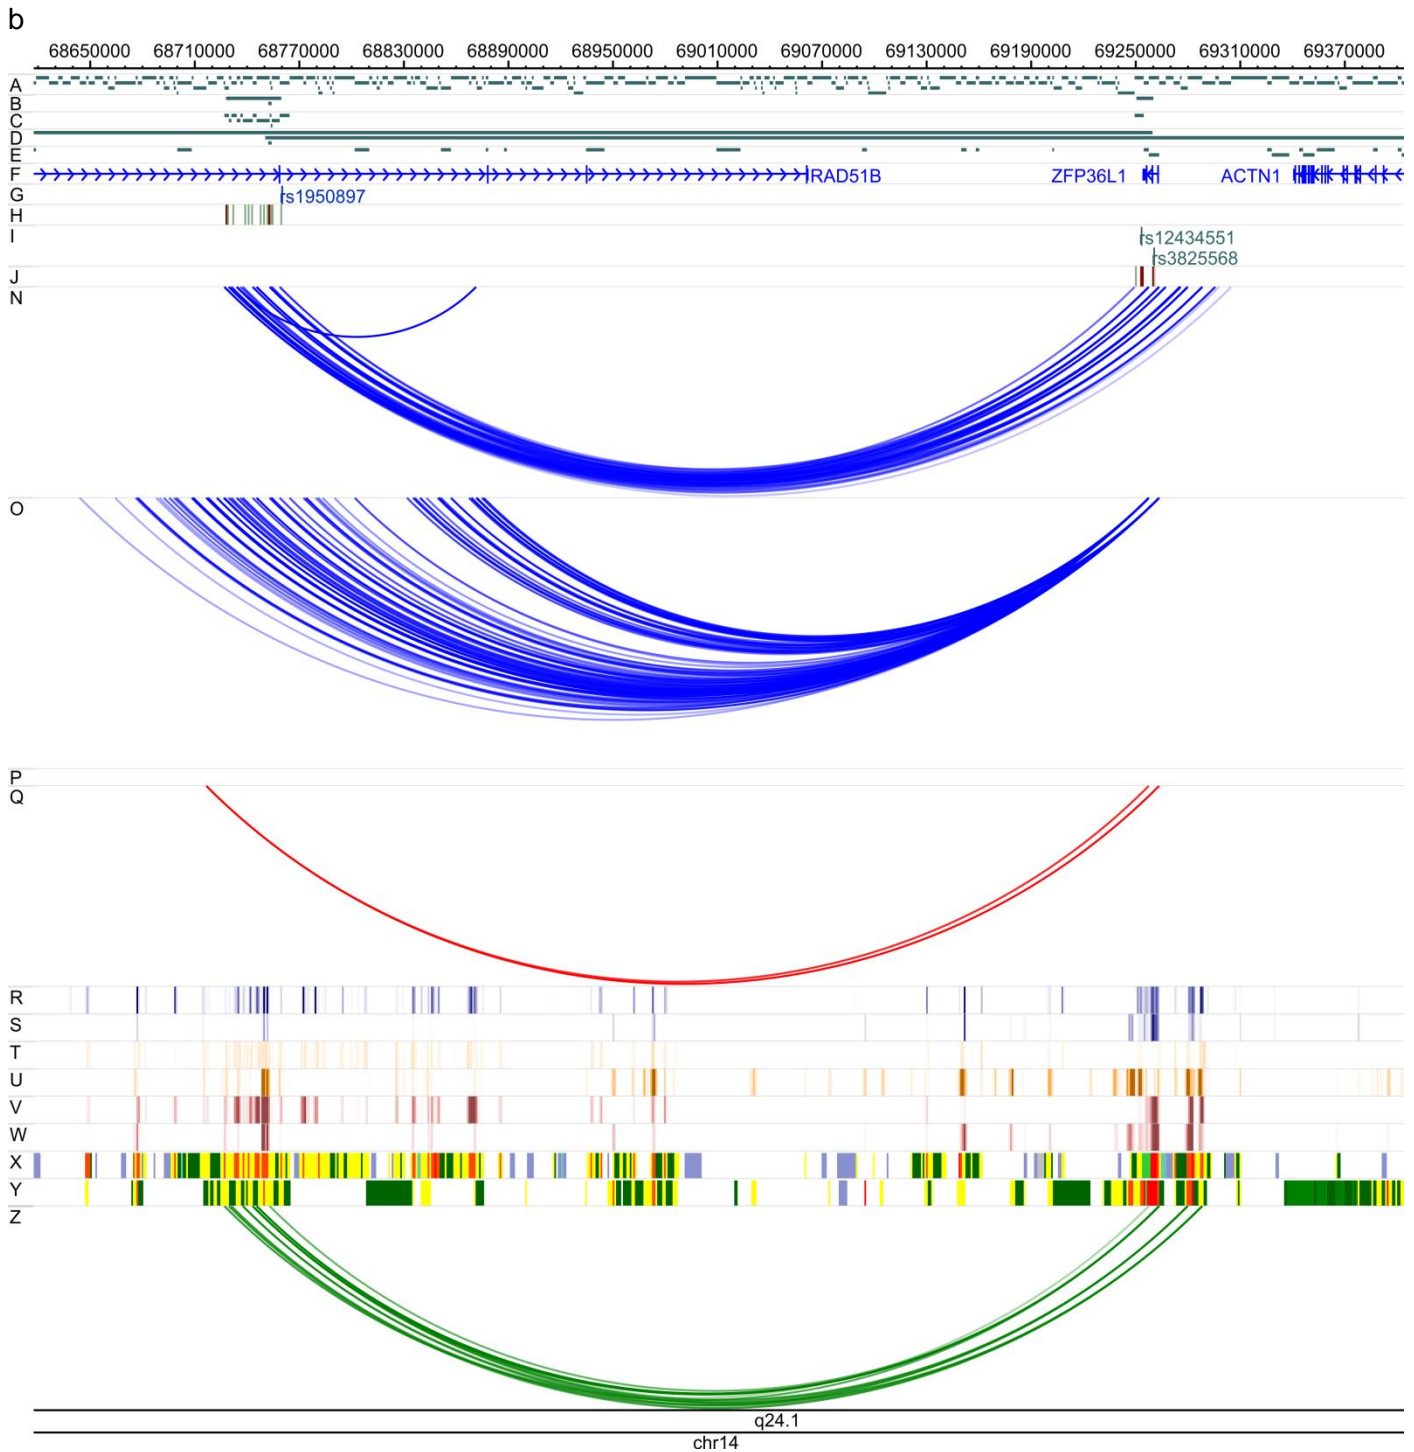 b
68650000 68710000 68770000 68830000 68890000 68950000 69010000 69070000 69130000 69190000 69250000 69310000 69370000
A
B
C
D
E
F RAD51B ZFP36L1 ACTN1
G rs1950897
H
I rs12434551
rs3825568
J
N
O
P
Q
R
S
T
U
V
W
X
Y
Z
q24.1
chr14